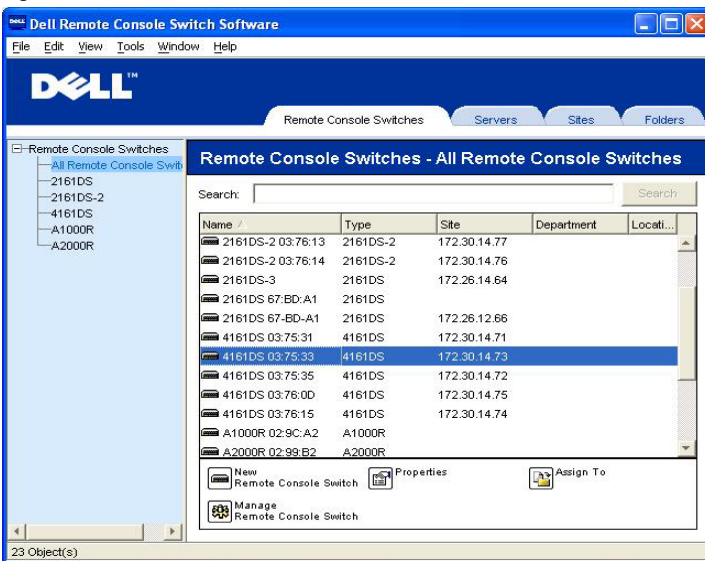 Dell Remote Console Switch Software
File Edit View Tools Window Help
DELL™
Remote Console Switches Servers Sites Folders
Remote Console Switches
All Remote Console Swit
2161DS
2161DS-2
4161DS
A1000R
A2000R
Remote Console Switches - All Remote Console Switches
Search: Search
Name Type Site Department Locati...
2161DS-2 03:76:13 2161DS-2 172.30.14.77
2161DS-2 03:76:14 2161DS-2 172.30.14.76
2161DS-3 2161DS 172.26.14.64
2161DS 67:BD:A1 2161DS
2161DS 67-BD-A1 2161DS 172.26.12.66
4161DS 03:75:31 4161DS 172.30.14.71
4161DS 03:75:33 4161DS 172.30.14.73
4161DS 03:75:35 4161DS 172.30.14.72
4161DS 03:76:0D 4161DS 172.30.14.75
4161DS 03:76:15 4161DS 172.30.14.74
A1000R 02:9C:A2 A1000R
A2000R 02:99:B2 A2000R
New
Remote Console Switch
Properties
Assign To
Manage
Remote Console Switch
23 Object(s)